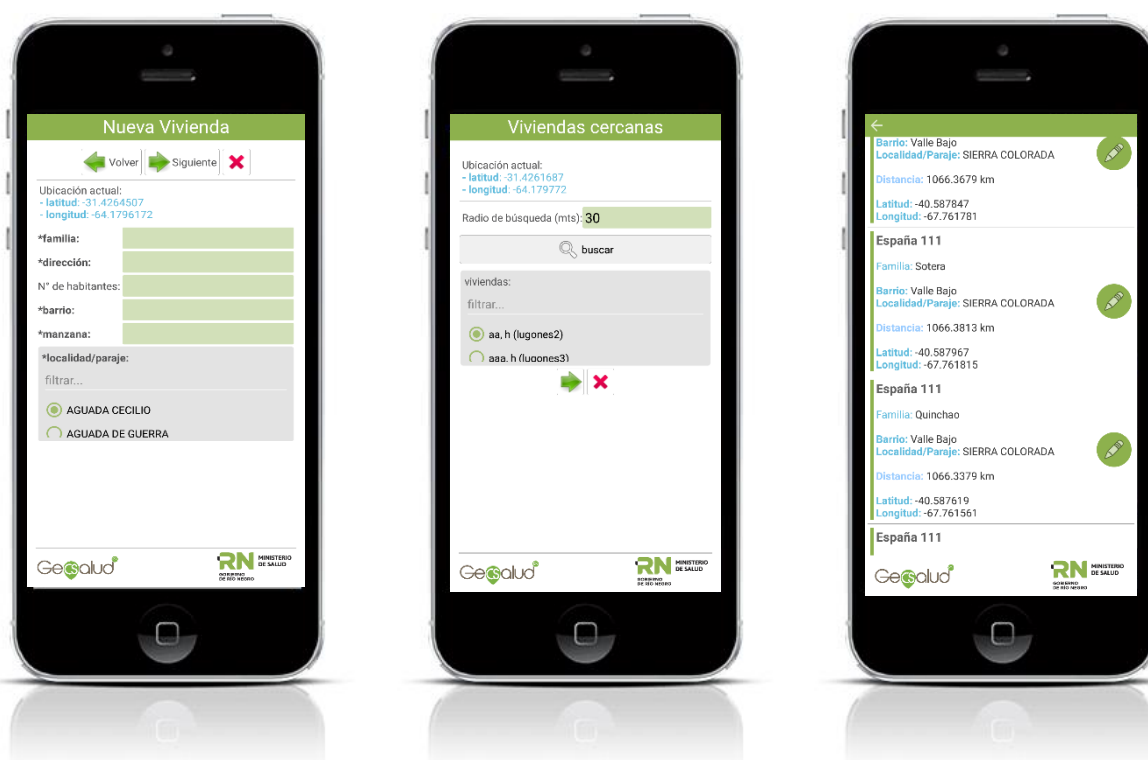 Nueva Vivienda
Volver Siguiente
Ubicación actual:
- latitud: -31.4264507
- longitud: -64.1796172
*familia:
*dirección:
N° de habitantes:
*barrio:
*manzana:
*localidad/paraje:
filtrar...
AGUADA CECILIO
AGUADA DE GUERRA
GeoSalud
RN MINISTERIO DE SALUD
GOBIERNO
DE RÍO NEGRO
Viviendas cercanas
Ubicación actual:
- latitud: -31.4261687
- longitud: -64.179772
Radio de búsqueda (mts): 30
buscar
viviendas:
filtrar...
aa, h (lugones2)
aaa, h (lugones3)
GeoSalud
RN MINISTERIO DE SALUD
GOBIERNO
DE RÍO NEGRO
Barrio: Valle Bajo
Localidad/Paraje: SIERRA COLORADA
Distancia: 1066.3679 km
Latitud: -40.587847
Longitud: -67.761781
España 111
Familia: Sotera
Barrio: Valle Bajo
Localidad/Paraje: SIERRA COLORADA
Distancia: 1066.3813 km
Latitud: -40.587967
Longitud: -67.761815
España 111
Familia: Quinchao
Barrio: Valle Bajo
Localidad/Paraje: SIERRA COLORADA
Distancia: 1066.3379 km
Latitud: -40.587619
Longitud: -67.761561
España 111
GeoSalud
RN MINISTERIO DE SALUD
GOBIERNO
DE RÍO NEGRO